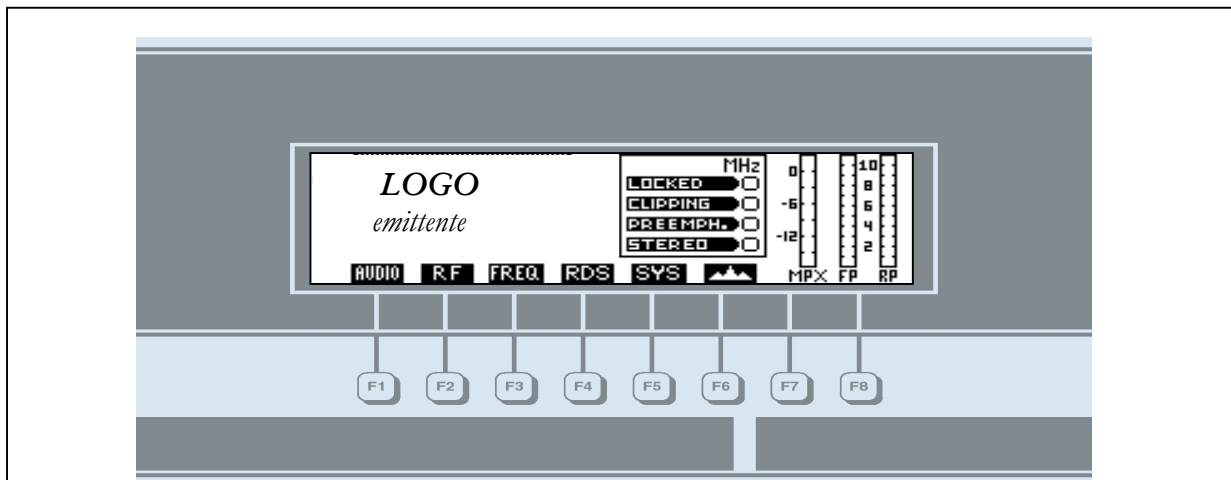 LOGO
emittente
MHz
LOCKED
CLIPPING
PREEMPH.
STEREO
0
-6
-12
10
8
6
4
2
MPX FP RP
AUDIO RF FREQ. RDS SYS
F1 F2 F3 F4 F5 F6 F7 F8